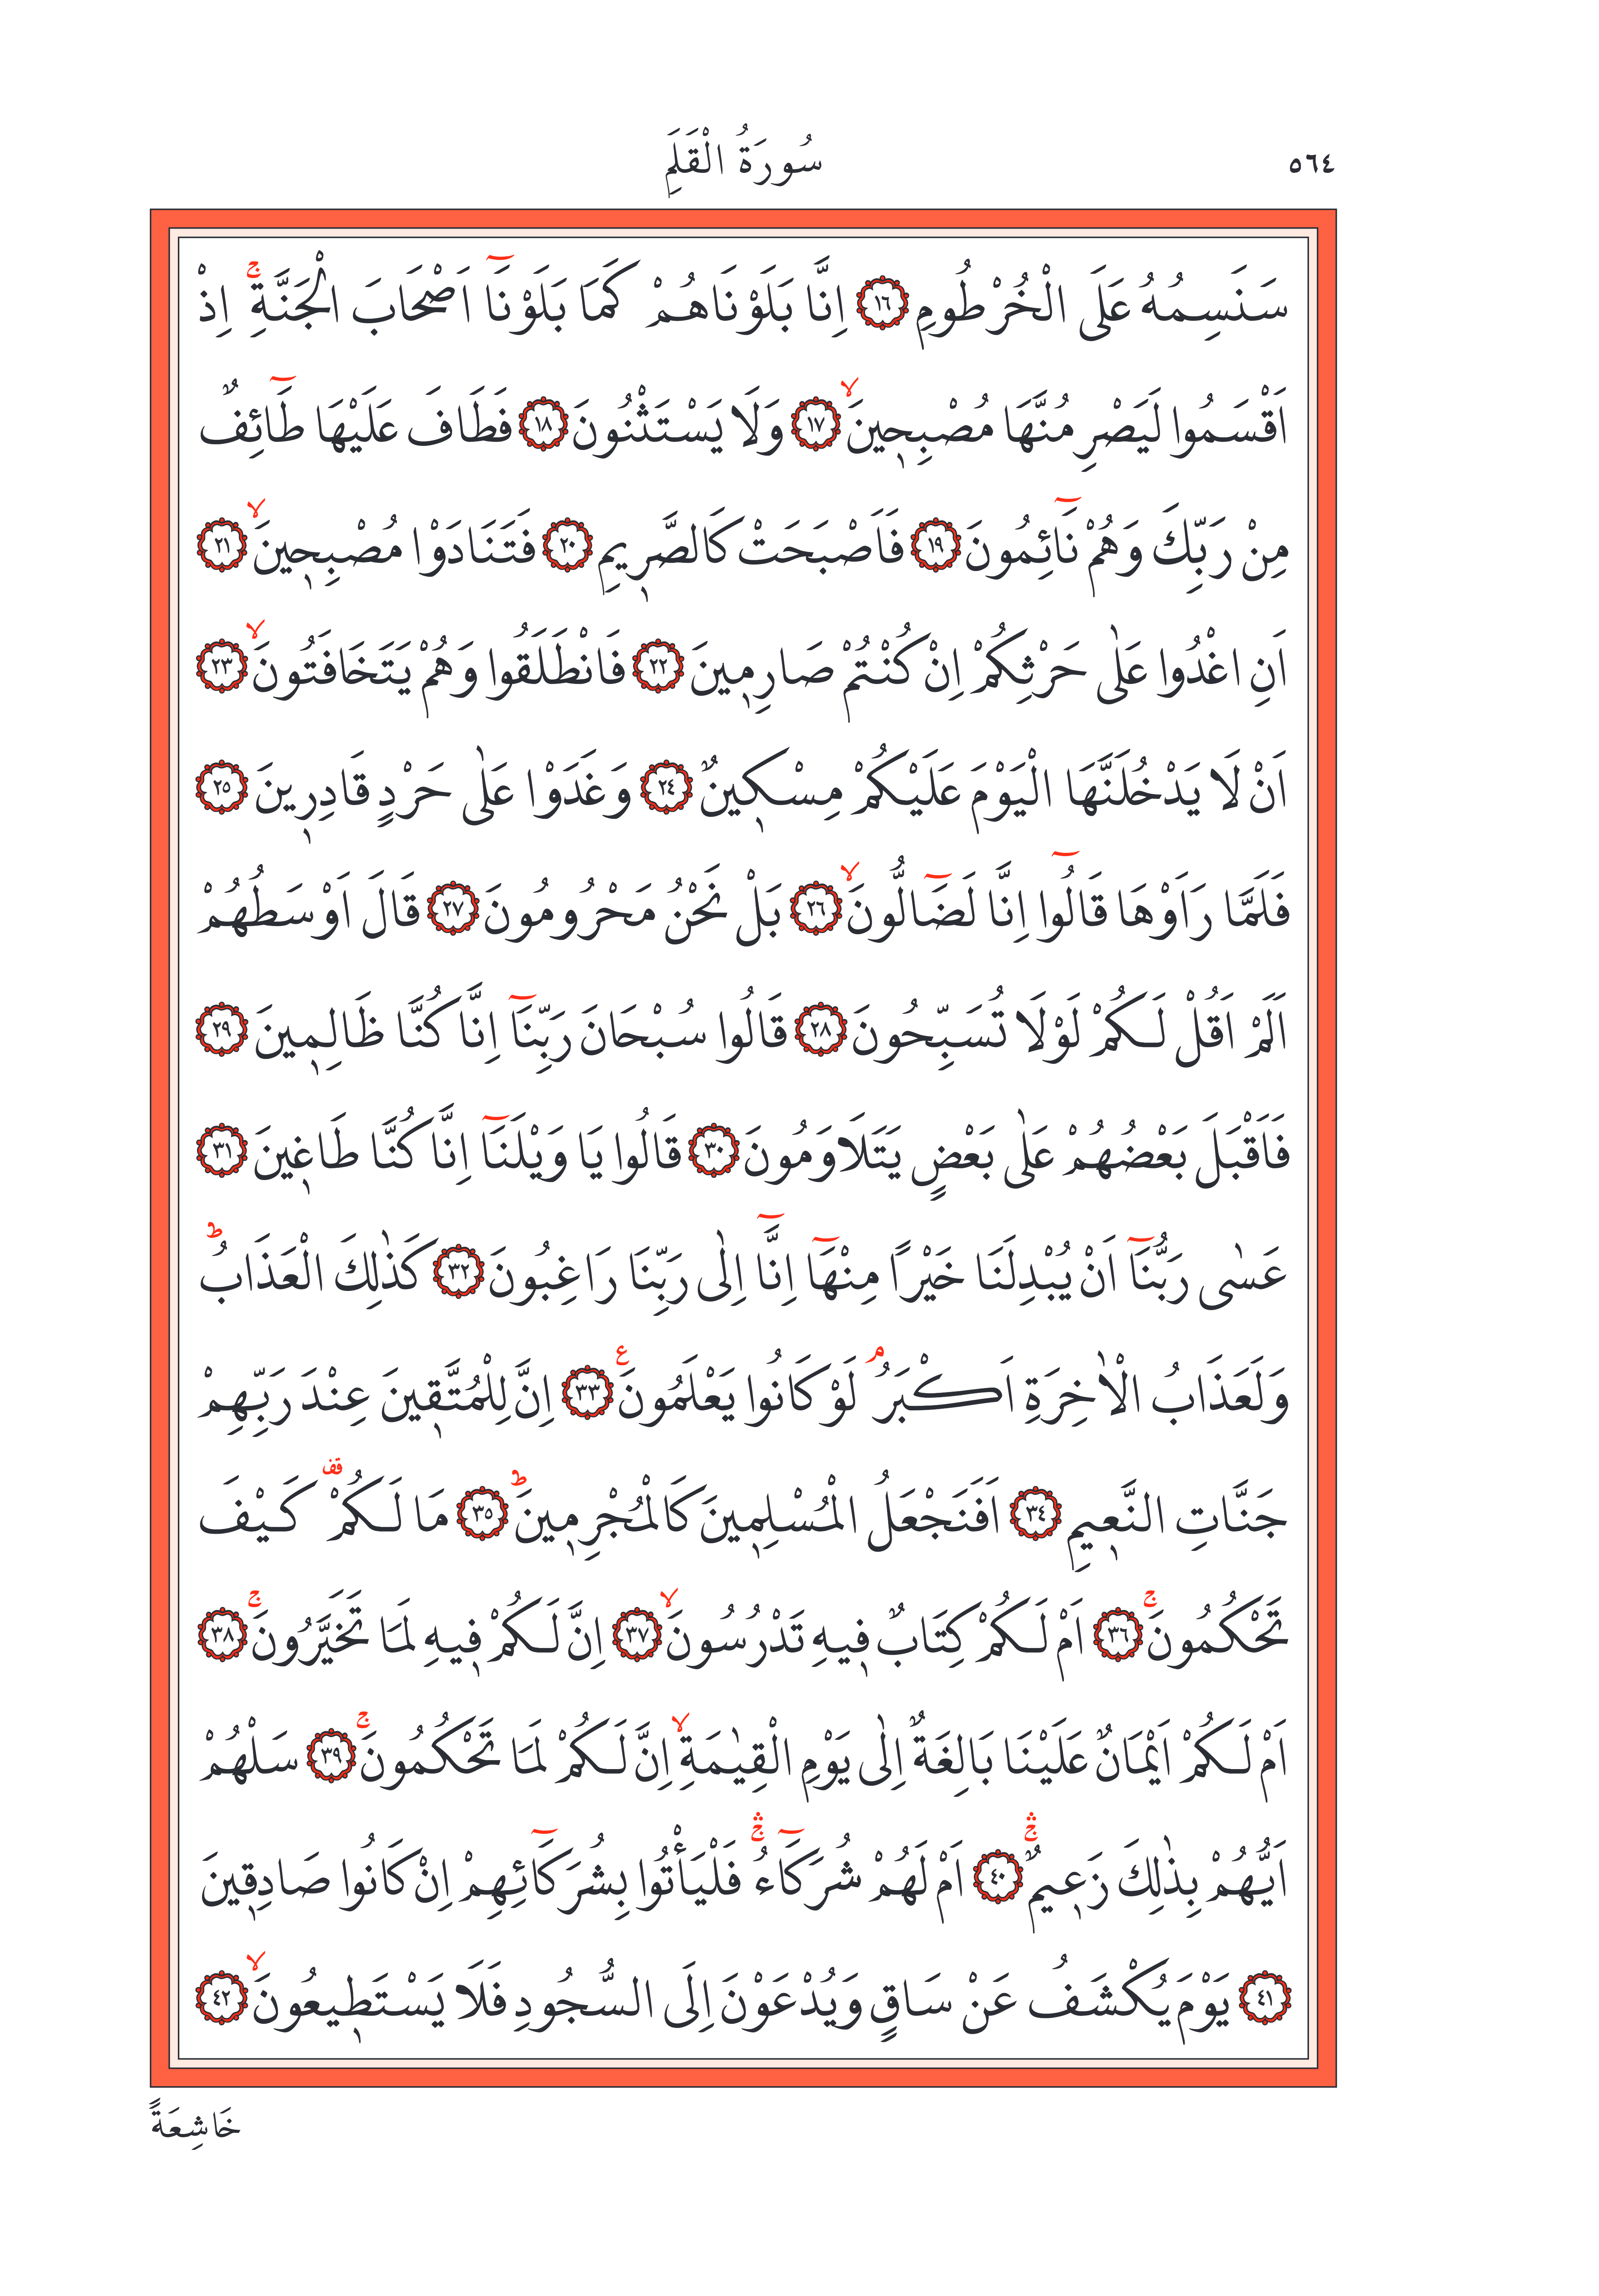 ٥٦٤
سُورَةُ الْقَلَمِ
سَنَسِمُهُ عَلَى الْخُرْطُومِ ﴿١٦﴾ اِنَّا بَلَوْنَاهُمْ كَمَا بَلَوْنَٓا اَصْحَابَ الْجَنَّةِۚ اِذْ
اَقْسَمُوا لَيَصْرِمُنَّهَا مُصْبِح۪ينَۙ ﴿١٧﴾ وَلَا يَسْتَثْنُونَ ﴿١٨﴾ فَطَافَ عَلَيْهَا طَٓائِفٌ
مِنْ رَبِّكَ وَهُمْ نَٓائِمُونَ ﴿١٩﴾ فَاَصْبَحَتْ كَالصَّر۪يمِ ﴿٢٠﴾ فَتَنَادَوْا مُصْبِح۪ينَۙ ﴿٢١﴾
اَنِ اغْدُوا عَلٰى حَرْثِكُمْ اِنْ كُنْتُمْ صَارِم۪ينَ ﴿٢٢﴾ فَانْطَلَقُوا وَهُمْ يَتَخَافَتُونَۙ ﴿٢٣﴾
اَنْ لَا يَدْخُلَنَّهَا الْيَوْمَ عَلَيْكُمْ مِسْك۪ينٌ ﴿٢٤﴾ وَغَدَوْا عَلٰى حَرْدٍ قَادِر۪ينَ ﴿٢٥﴾
فَلَمَّا رَاَوْهَا قَالُٓوا اِنَّا لَضَٓالُّونَۙ ﴿٢٦﴾ بَلْ نَحْنُ مَحْرُومُونَ ﴿٢٧﴾ قَالَ اَوْسَطُهُمْ
اَلَمْ اَقُلْ لَكُمْ لَوْلَا تُسَبِّحُونَ ﴿٢٨﴾ قَالُوا سُبْحَانَ رَبِّنَٓا اِنَّا كُنَّا ظَالِم۪ينَ ﴿٢٩﴾
فَاَقْبَلَ بَعْضُهُمْ عَلٰى بَعْضٍ يَتَلَاوَمُونَ ﴿٣٠﴾ قَالُوا يَا وَيْلَنَٓا اِنَّا كُنَّا طَاغ۪ينَ ﴿٣١﴾
عَسٰى رَبُّنَٓا اَنْ يُبْدِلَنَا خَيْرًا مِنْهَٓا اِنَّٓا اِلٰى رَبِّنَا رَاغِبُونَ ﴿٣٢﴾ كَذٰلِكَ الْعَذَابُۜ
وَلَعَذَابُ الْاٰخِرَةِ اَكْبَرُۢ لَوْ كَانُوا يَعْلَمُونَ۟ ﴿٣٣﴾ اِنَّ لِلْمُتَّق۪ينَ عِنْدَ رَبِّهِمْ
جَنَّاتِ النَّع۪يمِ ﴿٣٤﴾ اَفَنَجْعَلُ الْمُسْلِم۪ينَ كَالْمُجْرِم۪ينَۜ ﴿٣٥﴾ مَا لَكُمْ۠ كَيْفَ
تَحْكُمُونَۚ ﴿٣٦﴾ اَمْ لَكُمْ كِتَابٌ ف۪يهِ تَدْرُسُونَۙ ﴿٣٧﴾ اِنَّ لَكُمْ ف۪يهِ لَمَا تَخَيَّرُونَۚ ﴿٣٨﴾
اَمْ لَكُمْ اَيْمَانٌ عَلَيْنَا بَالِغَةٌ اِلٰى يَوْمِ الْقِيٰمَةِۙ اِنَّ لَكُمْ لَمَا تَحْكُمُونَۚ ﴿٣٩﴾ سَلْهُمْ
اَيُّهُمْ بِذٰلِكَ زَع۪يمٌۛۚ ﴿٤٠﴾ اَمْ لَهُمْ شُرَكَٓاءُۛۚ فَلْيَأْتُوا بِشُرَكَٓائِهِمْ اِنْ كَانُوا صَادِق۪ينَ
﴿٤١﴾ يَوْمَ يُكْشَفُ عَنْ سَاقٍ وَيُدْعَوْنَ اِلَى السُّجُودِ فَلَا يَسْتَط۪يعُونَۙ ﴿٤٢﴾
خَاشِعَةً